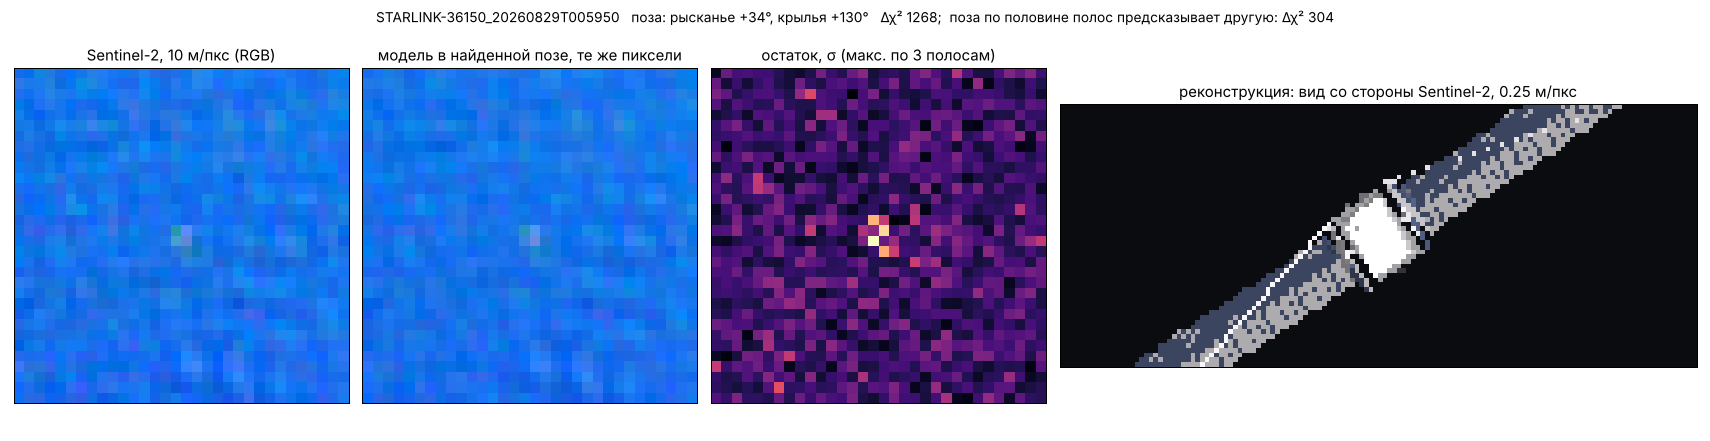 STARLINK-36150_20260829T005950 поза: рысканье +34°, крылья +130° Δχ² 1268; поза по половине полос предсказывает другую: Δχ² 304
Sentinel-2, 10 м/пкс (RGB)
модель в найденной позе, те же пиксели
остаток, σ (макс. по 3 полосам)
реконструкция: вид со стороны Sentinel-2, 0.25 м/пкс